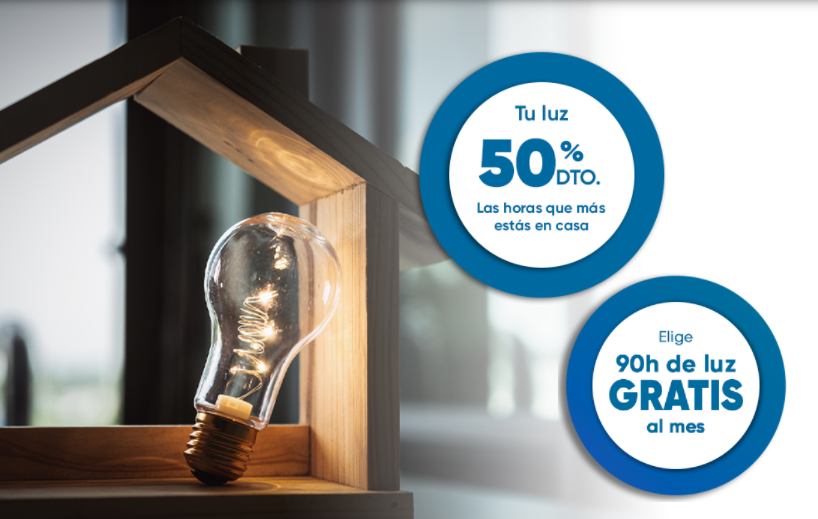 Tu luz
50% DTO.
Las horas que más
estás en casa
Elige
90h de luz
GRATIS
al mes